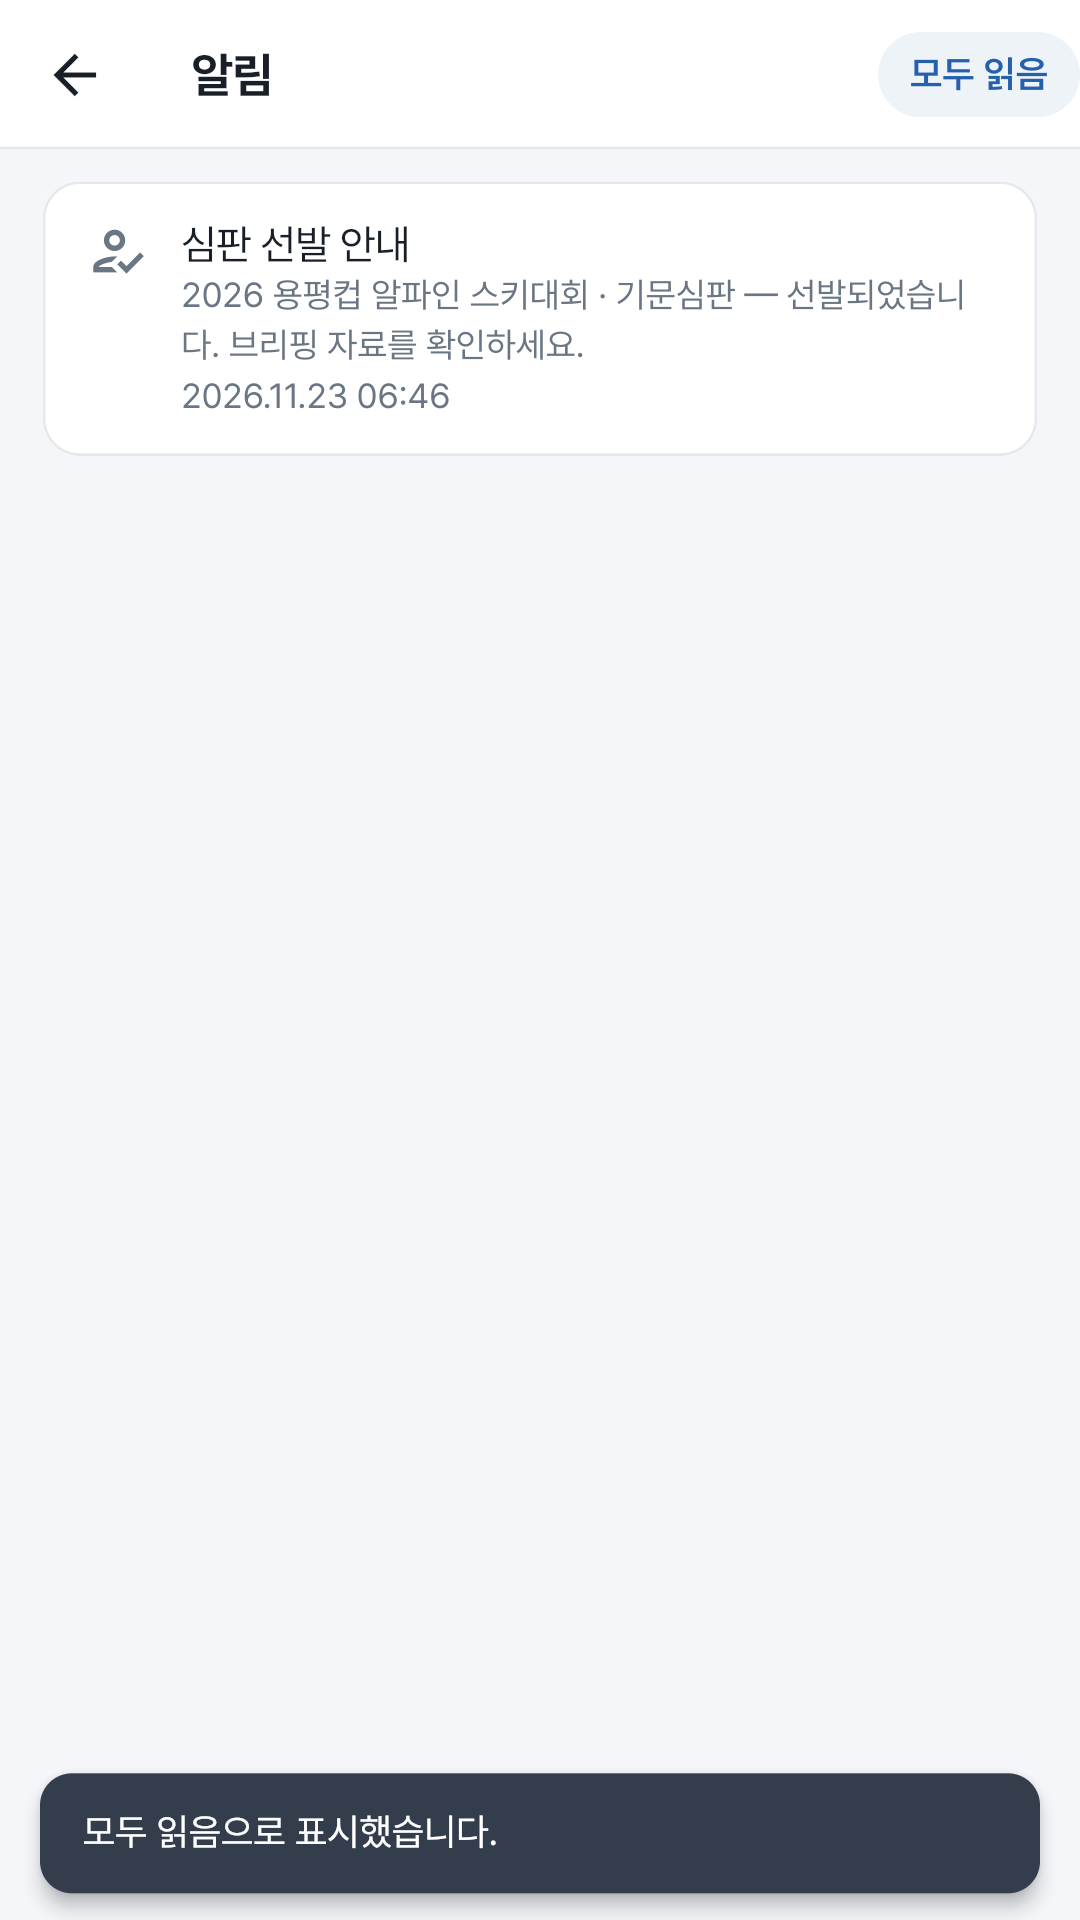 알림
모두 읽음
심판 선발 안내
2026 용평컵 알파인 스키대회 · 기문심판 — 선발되었습니
다. 브리핑 자료를 확인하세요.
2026.11.23 06:46
모두 읽음으로 표시했습니다.